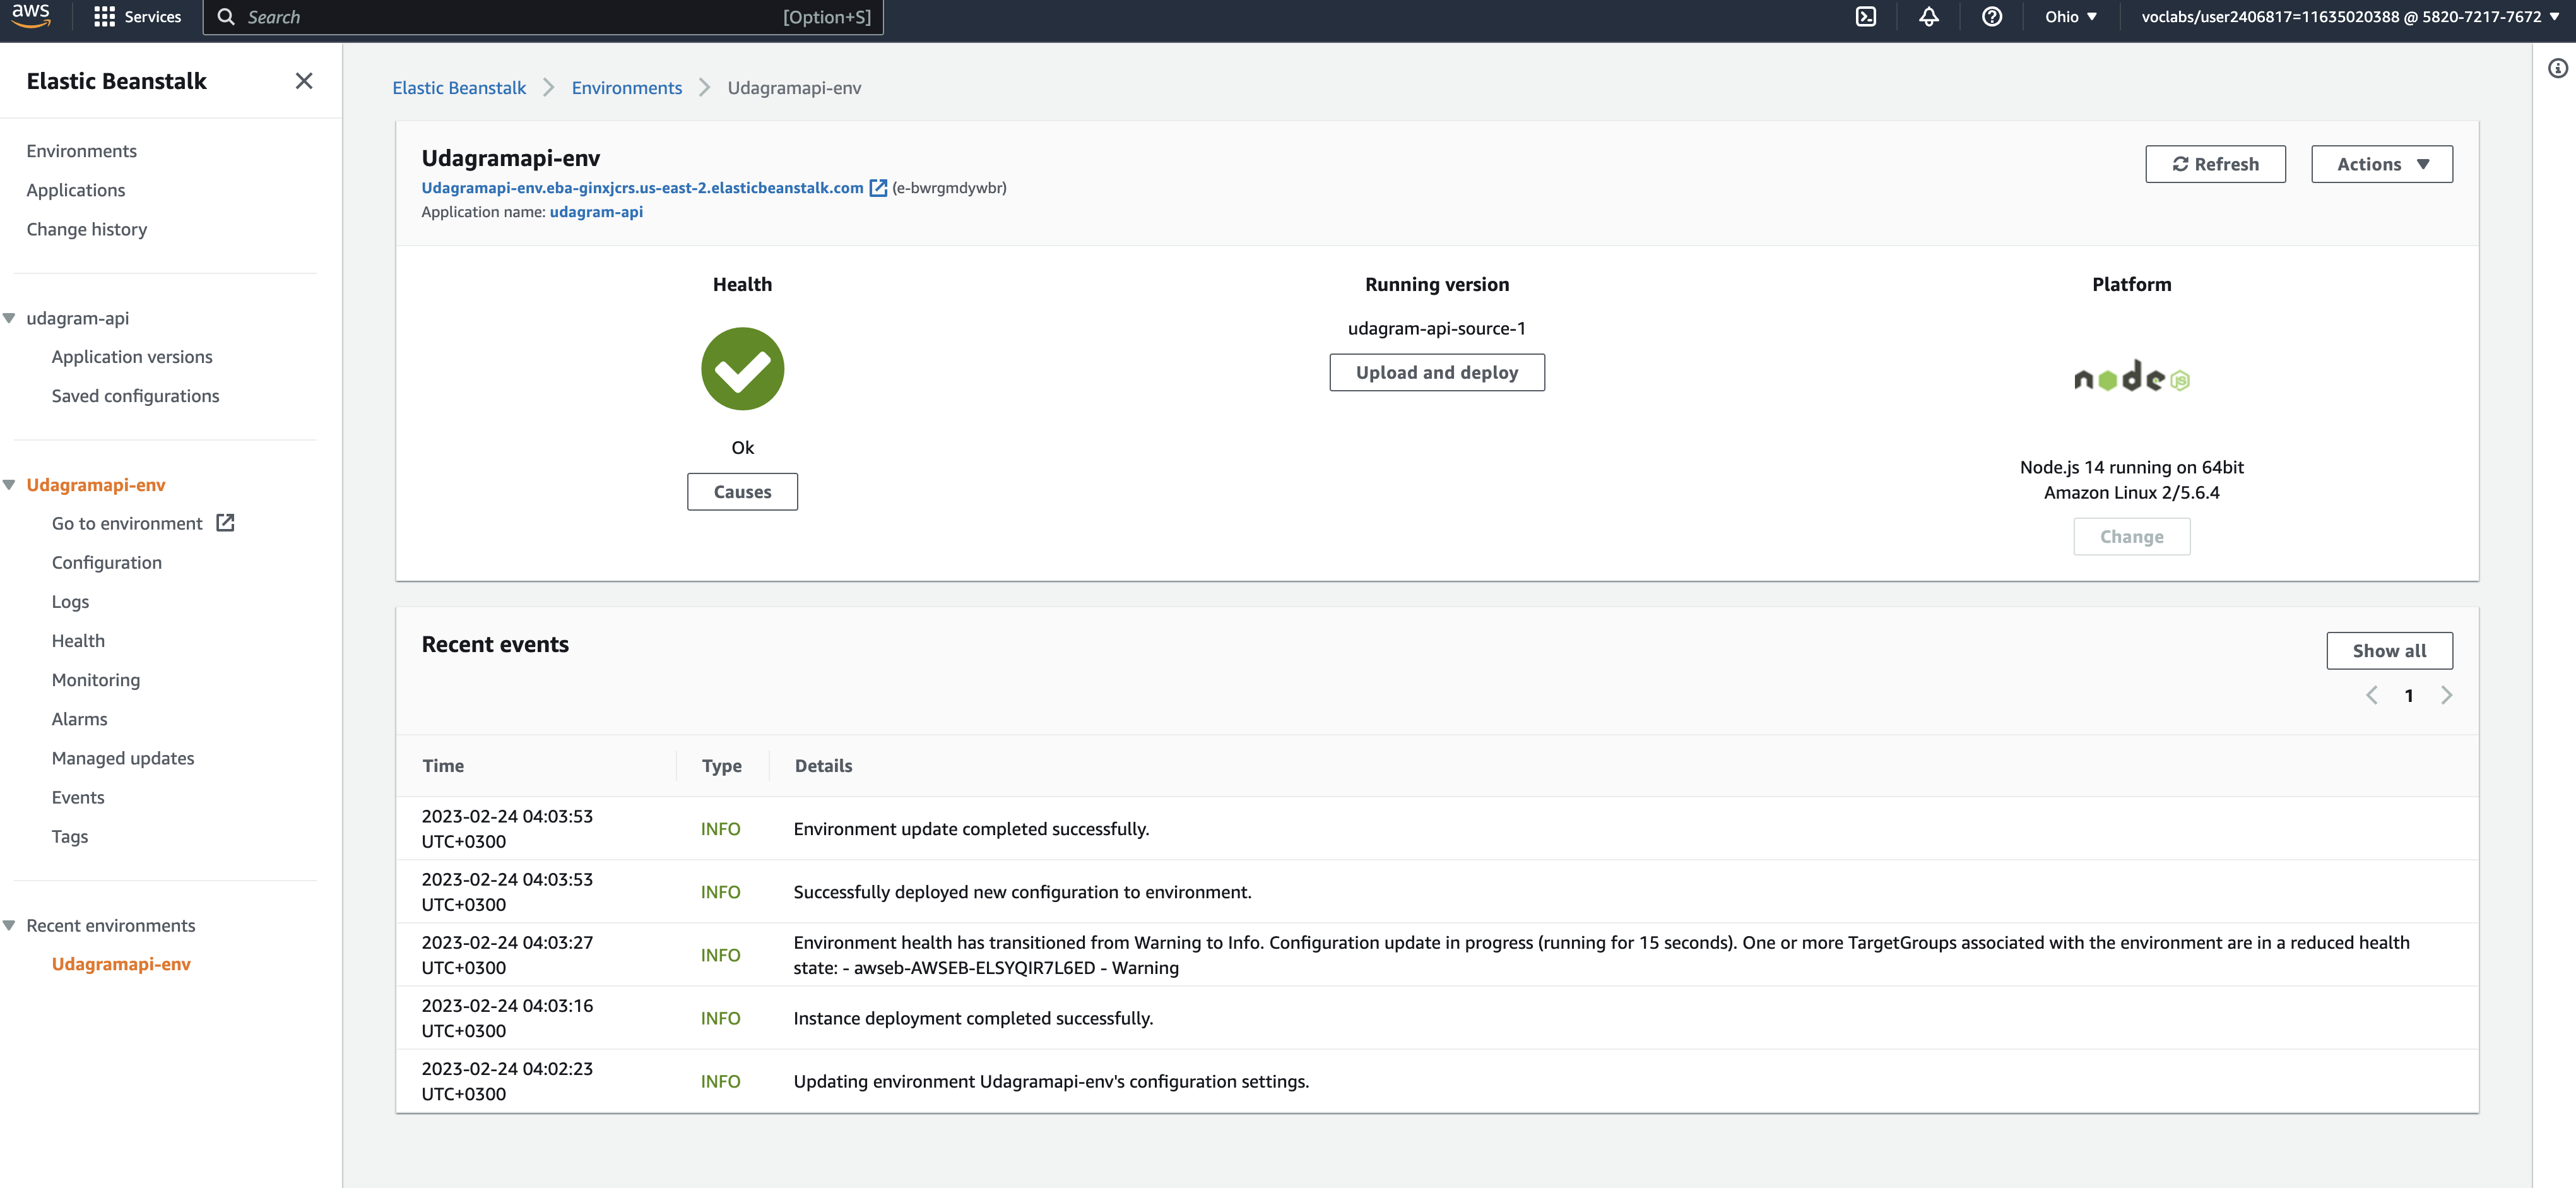 aws
Services
Search
[Option+S]
Ohio
voclabs/user2406817=11635020388 @ 5820-7217-7672
Elastic Beanstalk
Environments
Applications
Change history
udagram-api
Application versions
Saved configurations
Udagramapi-env
Go to environment
Configuration
Logs
Health
Monitoring
Alarms
Managed updates
Events
Tags
Recent environments
Udagramapi-env
Elastic Beanstalk
Environments
Udagramapi-env
Udagramapi-env
Udagramapi-env.eba-ginxjcrs.us-east-2.elasticbeanstalk.com (e-bwrgmdywbr)
Application name: udagram-api
Refresh
Actions
Health
Ok
Causes
Running version
udagram-api-source-1
Upload and deploy
Platform
node JS
Node.js 14 running on 64bit
Amazon Linux 2/5.6.4
Change
Recent events
Show all
1
Time Type Details
2023-02-24 04:03:53
UTC+0300
INFO
Environment update completed successfully.
2023-02-24 04:03:53
UTC+0300
INFO
Successfully deployed new configuration to environment.
2023-02-24 04:03:27
UTC+0300
INFO
Environment health has transitioned from Warning to Info. Configuration update in progress (running for 15 seconds). One or more TargetGroups associated with the environment are in a reduced health
state: - awseb-AWSEB-ELSYQIR7L6ED - Warning
2023-02-24 04:03:16
UTC+0300
INFO
Instance deployment completed successfully.
2023-02-24 04:02:23
UTC+0300
INFO
Updating environment Udagramapi-env's configuration settings.